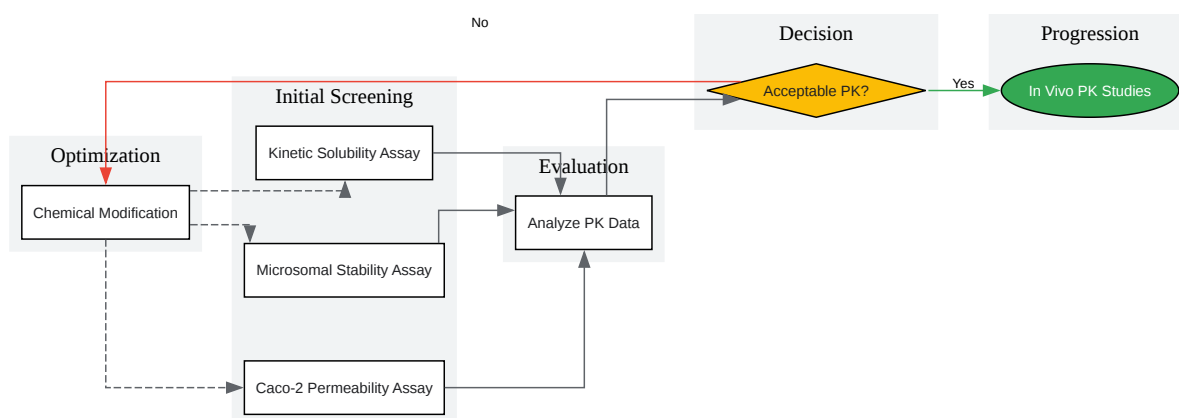 No
Decision
Progression
Acceptable PK?
Yes
In Vivo PK Studies
Initial Screening
Optimization
Kinetic Solubility Assay
Evaluation
Chemical Modification
Analyze PK Data
Microsomal Stability Assay
Caco-2 Permeability Assay